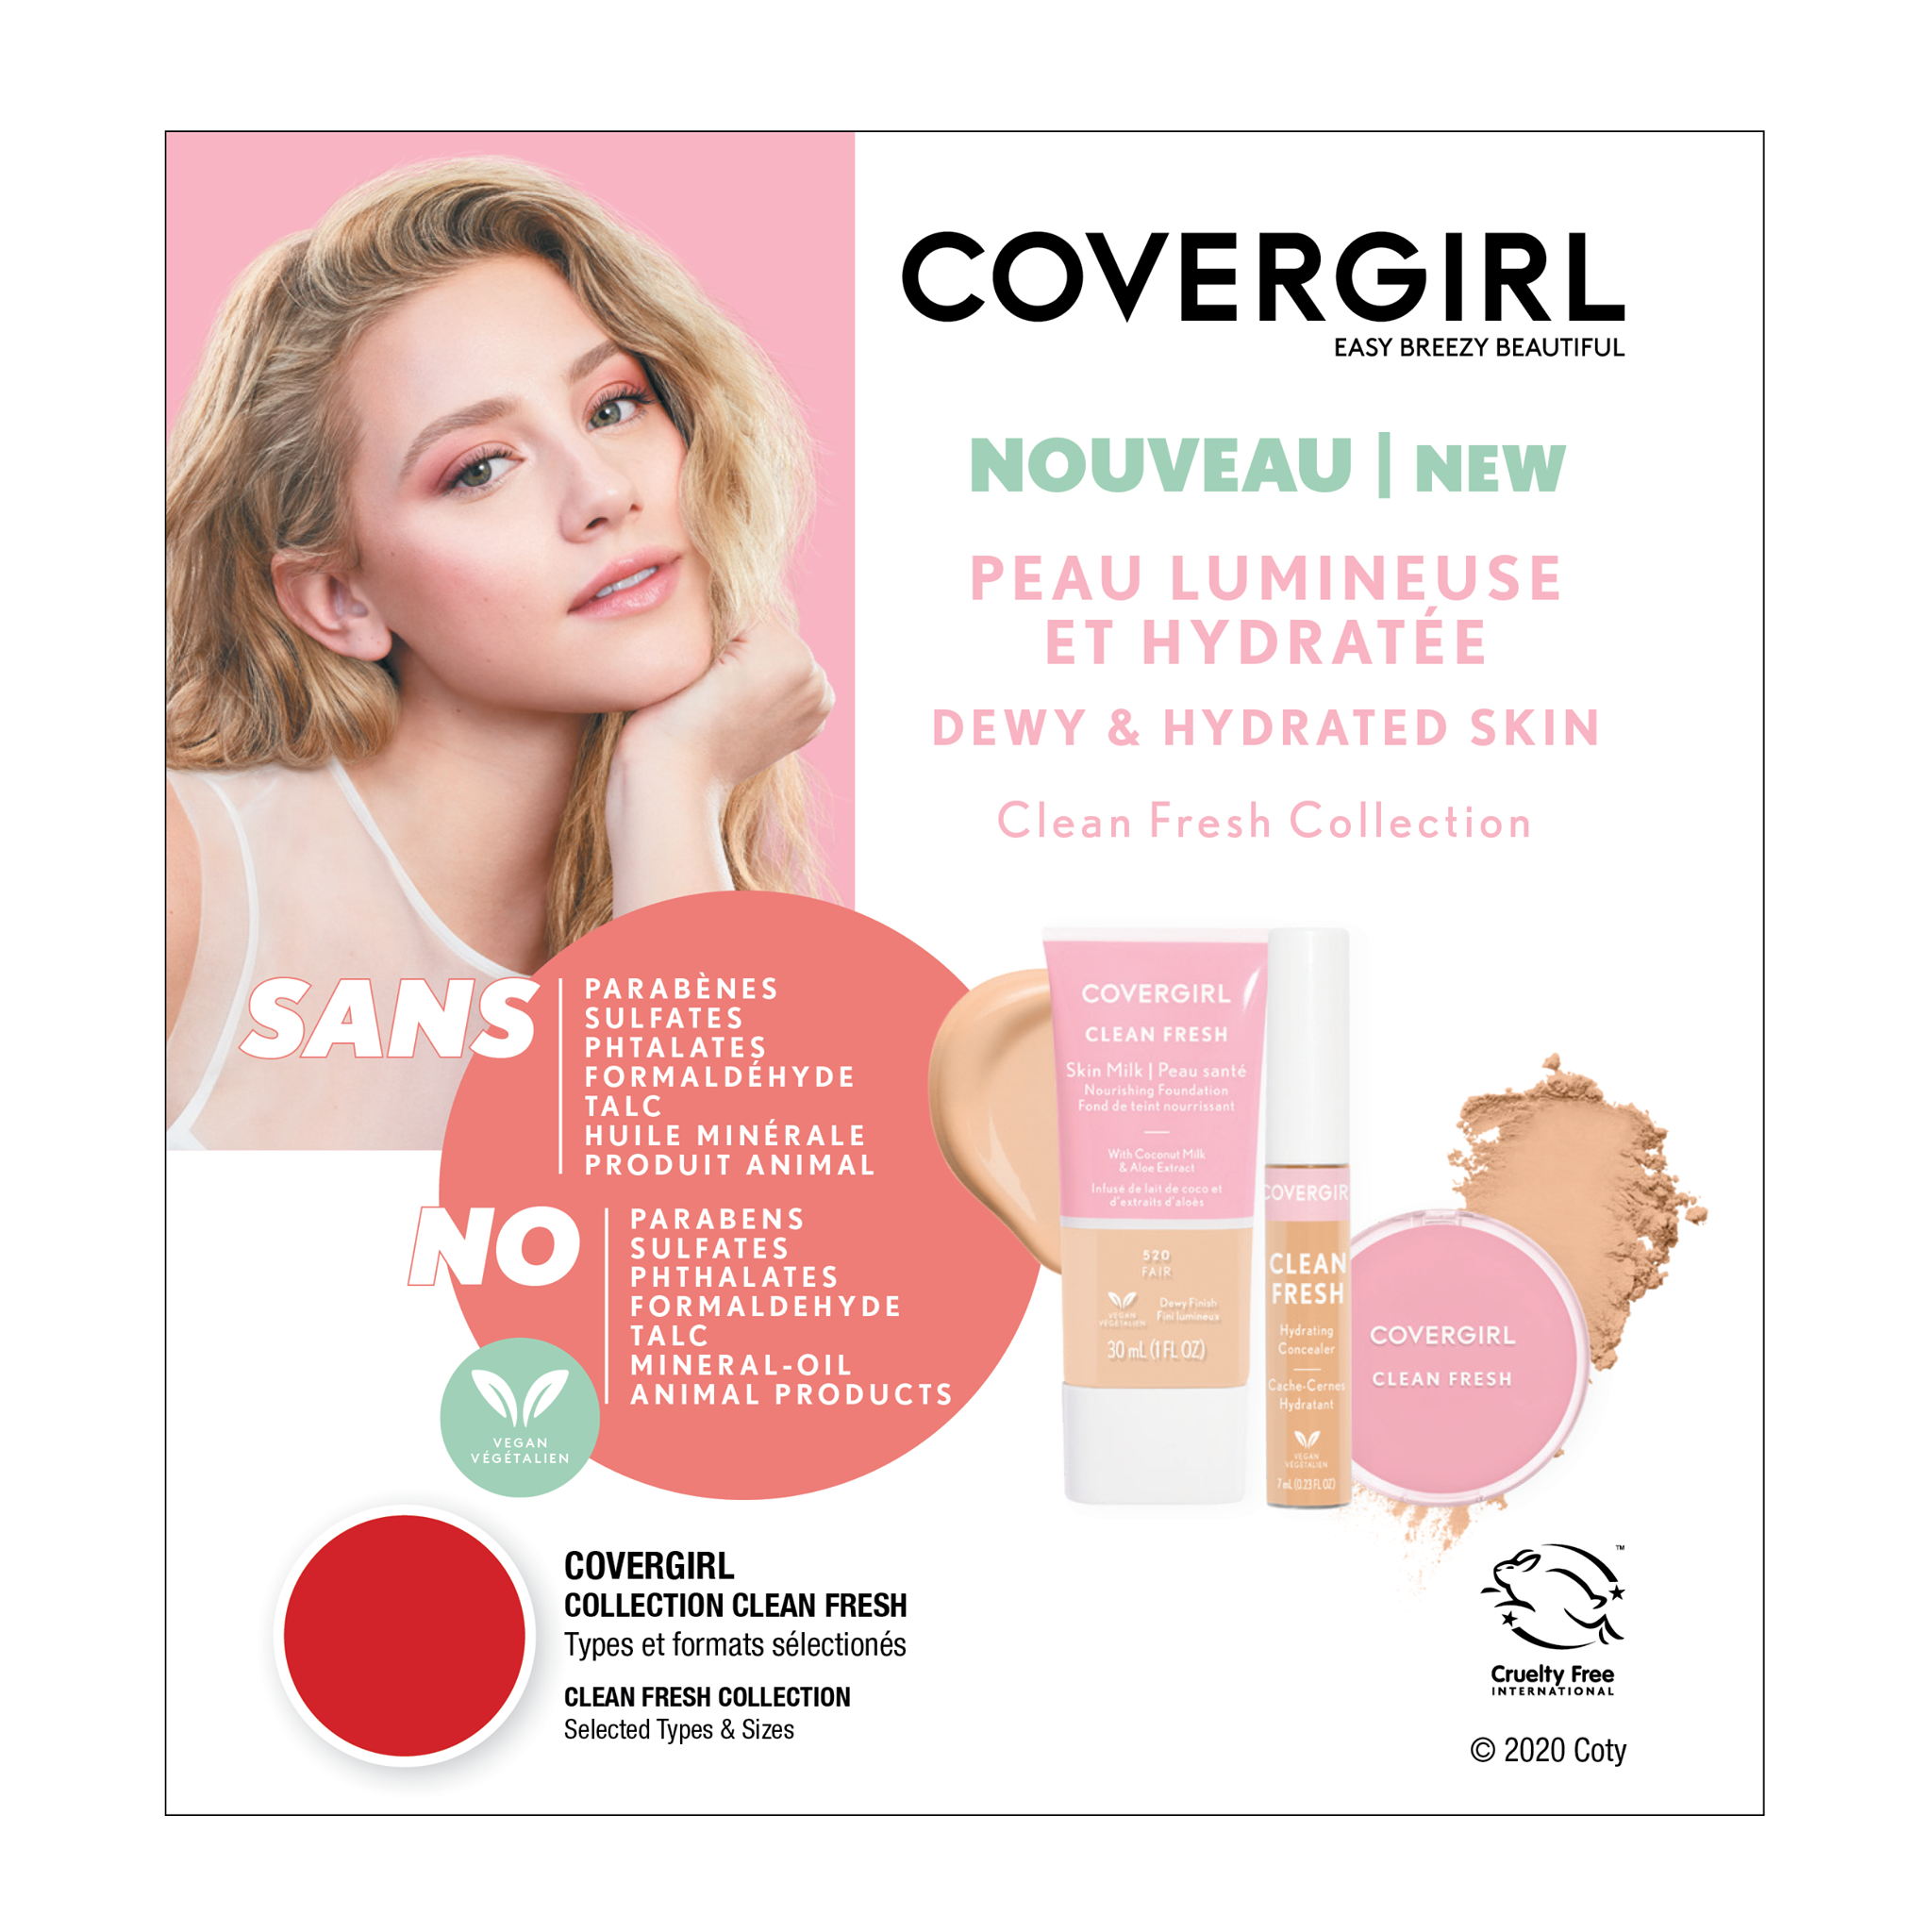 COVERGIRL
EASY BREEZY BEAUTIFUL
NOUVEAU | NEW
PEAU LUMINEUSE
ET HYDRATÉE
DEWY & HYDRATED SKIN
Clean Fresh Collection
SANS
PARABÈNES
SULFATES
PHTALATES
FORMALDÉHYDE
TALC
HUILE MINÉRALE
PRODUIT ANIMAL
NO
PARABENS
SULFATES
PHTHALATES
FORMALDEHYDE
TALC
MINERAL-OIL
ANIMAL PRODUCTS
VEGAN
VÉGÉTALIEN
COVERGIRL
CLEAN FRESH
Skin Milk | Peau santé
Nourishing Foundation
Fond de teint nourrissant
With Coconut Milk
& Aloe Extract
Infusé de lait de coco et
d'extraits d'aloès
520
FAIR
VEGAN
VÉGÉTALIEN
Dewy Finish
Fini lumineux
30 mL (1 FL OZ)
COVERGIR
CLEAN
FRESH
Hydrating
Concealer
Cache-Cernes
Hydratant
VEGAN
VÉGÉTALIEN
7 mL (0.23 FL OZ)
COVERGIRL
CLEAN FRESH
COVERGIRL
COLLECTION CLEAN FRESH
Types et formats sélectionés
CLEAN FRESH COLLECTION
Selected Types & Sizes
TM
Cruelty Free
INTERNATIONAL
© 2020 Coty